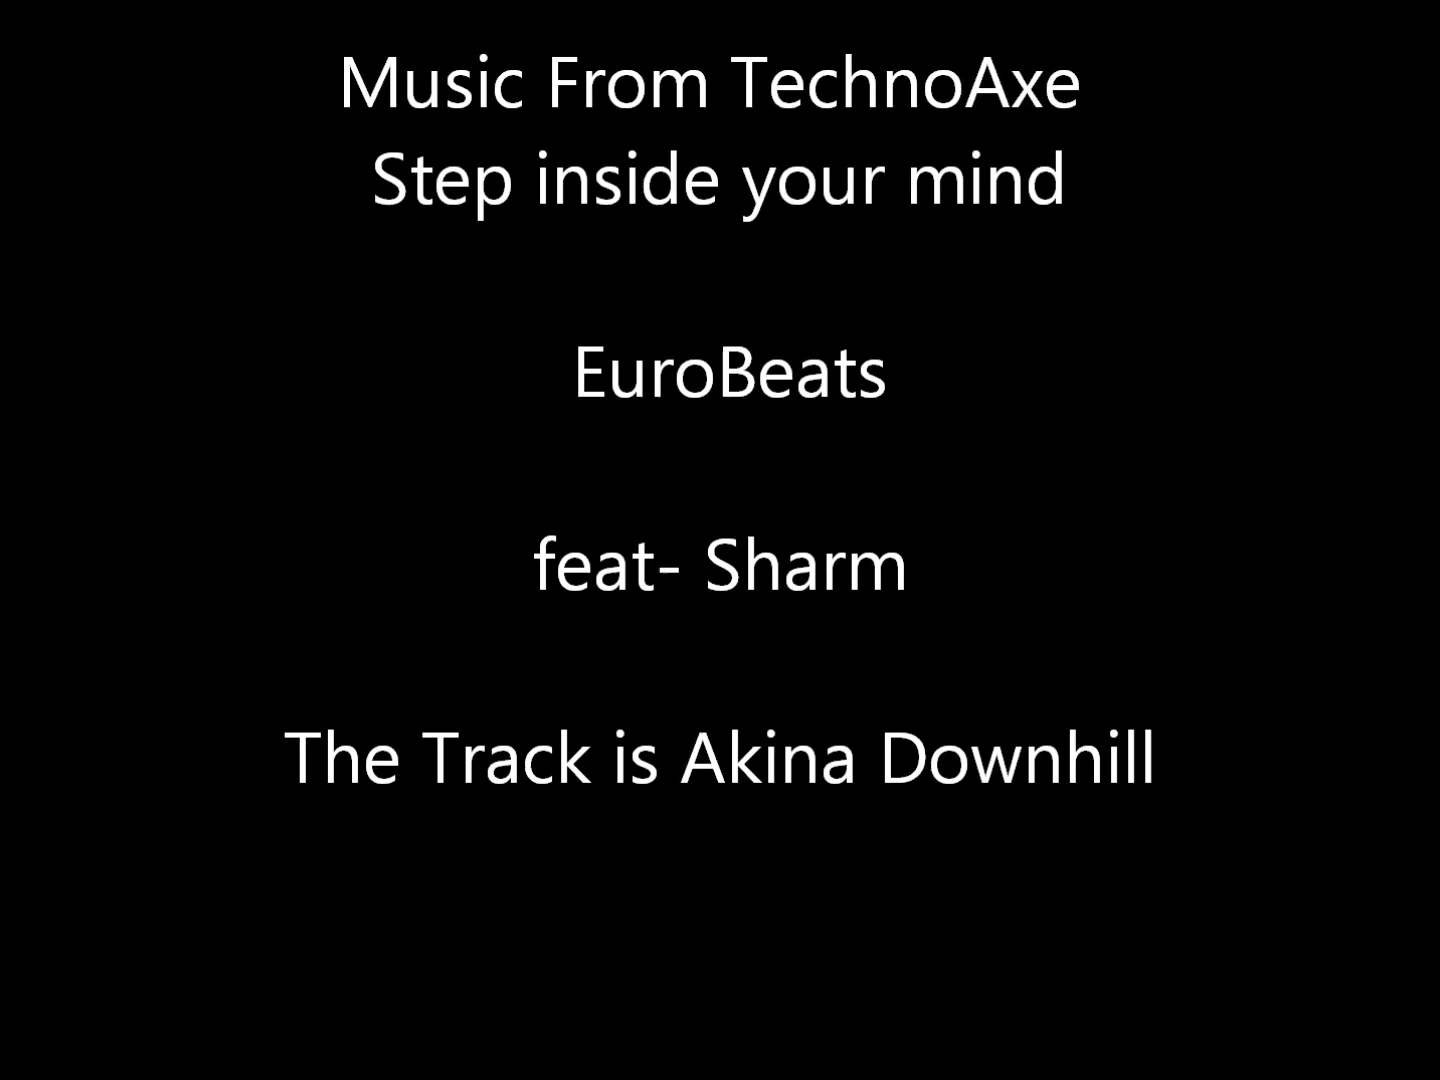 Music From TechnoAxe
Step inside your mind
EuroBeats
feat- Sharm
The Track is Akina Downhill